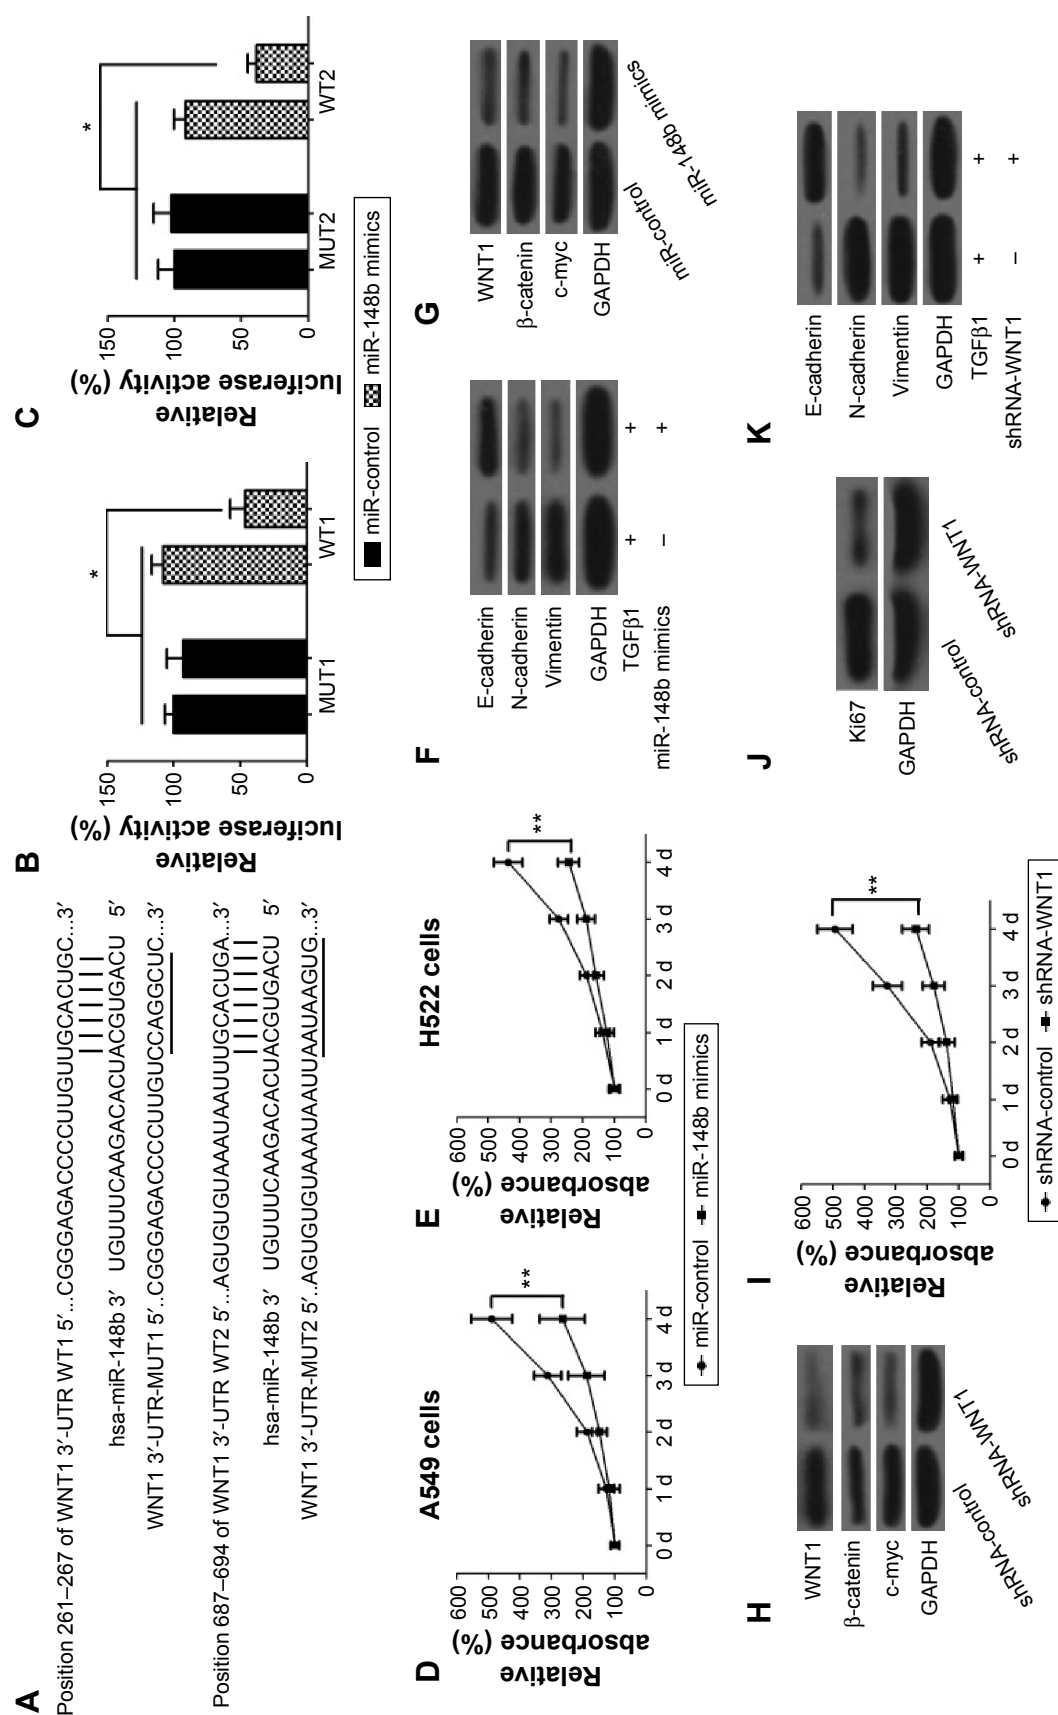 A
Position 261–267 of WNT1 3′-UTR WT1 5′...CGGGAGACCCCUUGUUGCACUGC...3′
hsa-miR-148b 3′ UGUUUCAAGACACUACGUGACU 5′
WNT1 3′-UTR-MUT1 5′..CGGGAGACCCCUUGUCCAGGCUC...3′
Position 687–694 of WNT1 3′-UTR WT2 5′...AGUGUGUAAAUAUAAUUUGCACUGA...3′
hsa-miR-148b 3′ UGUUUCAAGACACUACGUGACU 5′
WNT1 3′-UTR-MUT2 5′..AGUGUGUAAAUAUAAUUAAUAAGUG...3′
B
Relative
luciferase activity (%)
150
100
50
0
*
MUT1 WT1
C
Relative
luciferase activity (%)
150
100
50
0
*
MUT2 WT2
miR-control miR-148b mimics
D
A549 cells
Relative
absorbance (%)
600
500
400
300
200
100
0
**
0 d 1 d 2 d 3 d 4 d
E
H522 cells
Relative
absorbance (%)
600
500
400
300
200
100
0
**
0 d 1 d 2 d 3 d 4 d
miR-control miR-148b mimics
F
E-cadherin
N-cadherin
Vimentin
GAPDH
TGFβ1 + +
miR-148b mimics – +
G
WNT1
β-catenin
c-myc
GAPDH
miR-control
miR-148b mimics
H
WNT1
β-catenin
c-myc
GAPDH
shRNA-control
shRNA-WNT1
I
Relative
absorbance (%)
600
500
400
300
200
100
0
**
0 d 1 d 2 d 3 d 4 d
shRNA-control shRNA-WNT1
J
Ki67
GAPDH
shRNA-control
shRNA-WNT1
K
E-cadherin
N-cadherin
Vimentin
GAPDH
TGFβ1 + +
shRNA-WNT1 – +